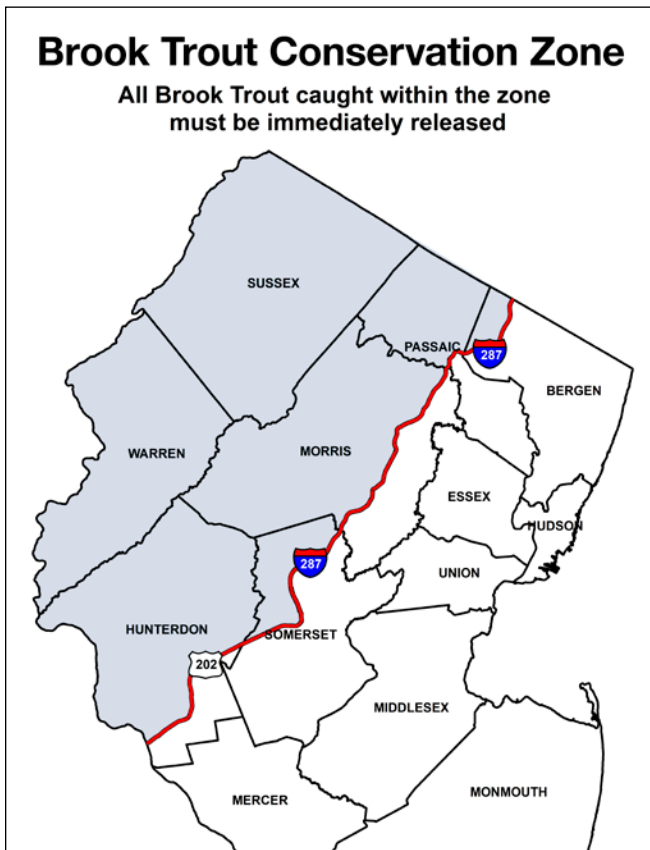 Brook Trout Conservation Zone
All Brook Trout caught within the zone
must be immediately released
SUSSEX
PASSAIC
287
BERGEN
WARREN
MORRIS
ESSEX
HUDSON
287
UNION
HUNTERDON
SOMERSET
202
MIDDLESEX
MERCER
MONMOUTH